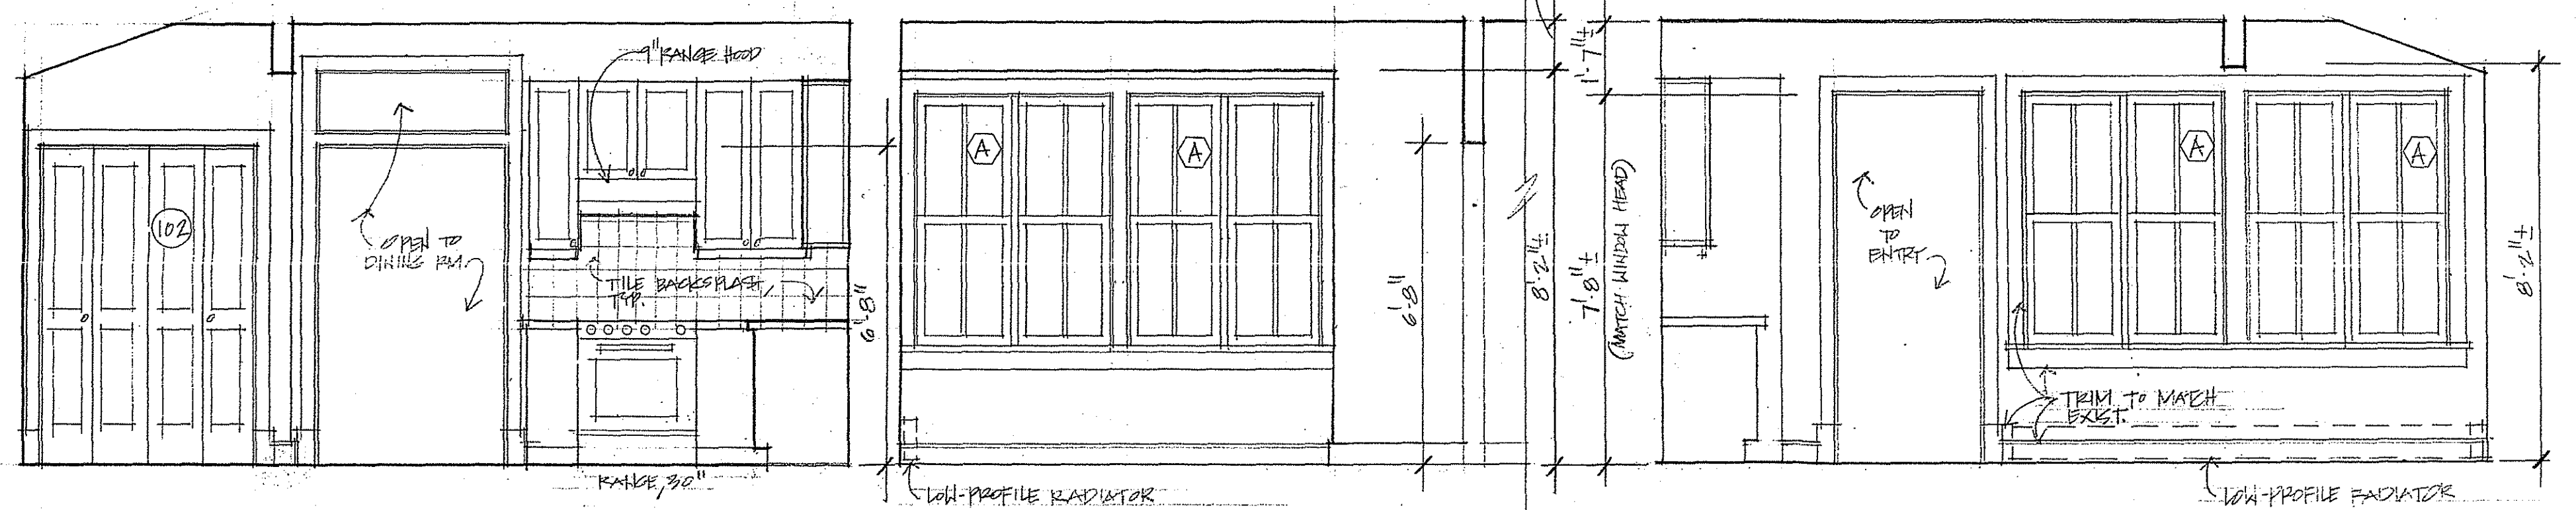 9" RANGE HOOD
102
OPEN TO
DINING RM.
TILE BACKSPLASH,
TYP.
6'-8"
RANGE, 30"
A
A
LOW-PROFILE RADIATOR
6'-8"
8'-2"±
1'-7"±
7'-8"±
(MATCH WINDOW HEAD)
OPEN
TO
ENTRY
A
A
TRIM TO MATCH
EXIST.
LOW-PROFILE RADIATOR
8'-2"±